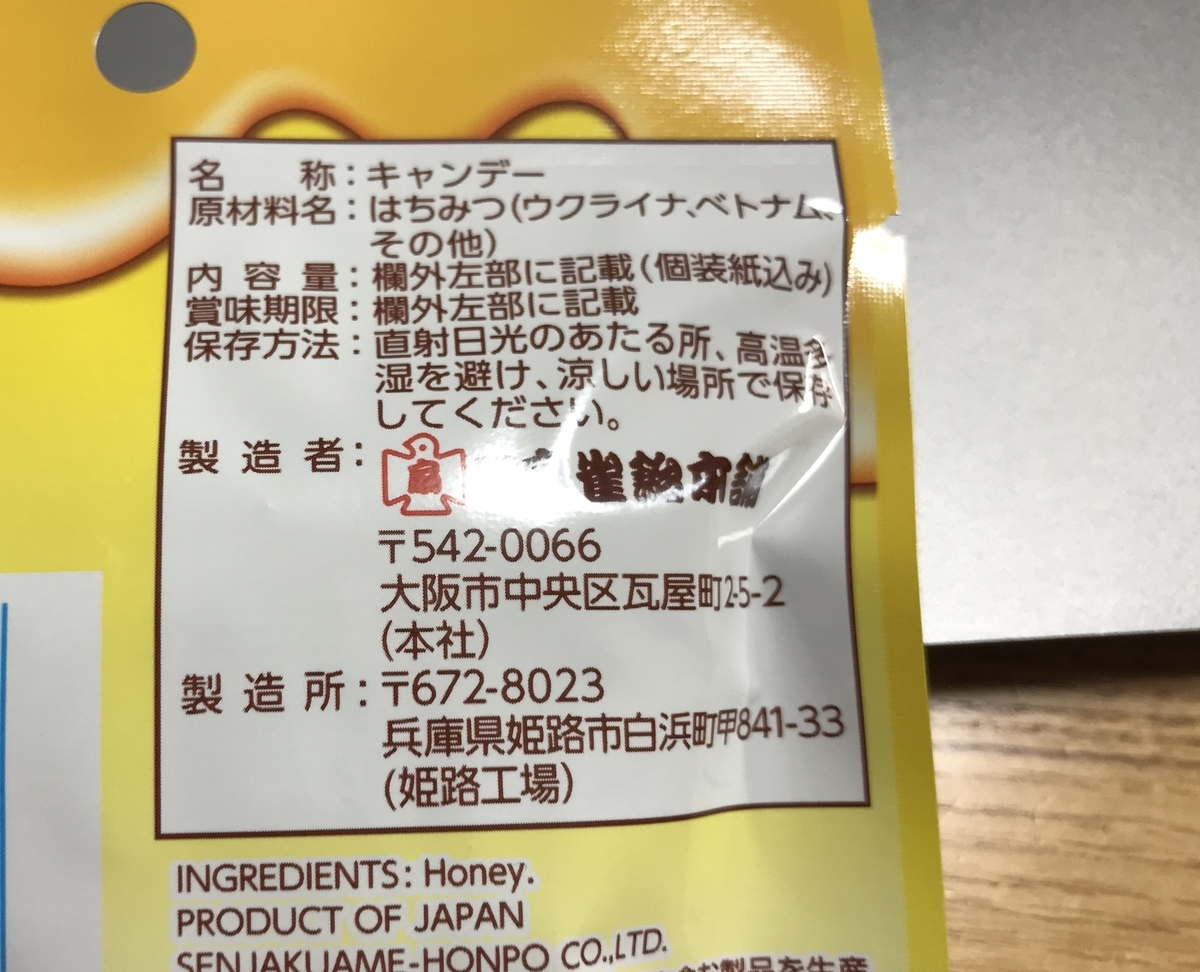 名称：キャンデー
原材料名：はちみつ(ウクライナ、ベトナム、
その他)
内容量：欄外左部に記載(個装紙込み)
賞味期限：欄外左部に記載
保存方法：直射日光のあたる所、高温多
湿を避け、涼しい場所で保存
してください。
製造者：雀飴本舗
〒542-0066
大阪市中央区瓦屋町2-5-2
(本社)
製造所：〒672-8023
兵庫県姫路市白浜町甲841-33
(姫路工場)
INGREDIENTS: Honey.
PRODUCT OF JAPAN
SENJAKUAME-HONPO CO.,LTD.
製品を生産